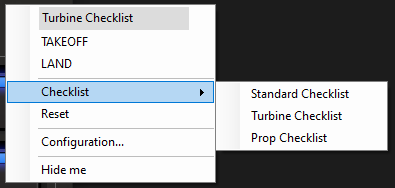 Turbine Checklist
TAKEOFF
LAND
Checklist
Reset
Configuration...
Hide me
Standard Checklist
Turbine Checklist
Prop Checklist